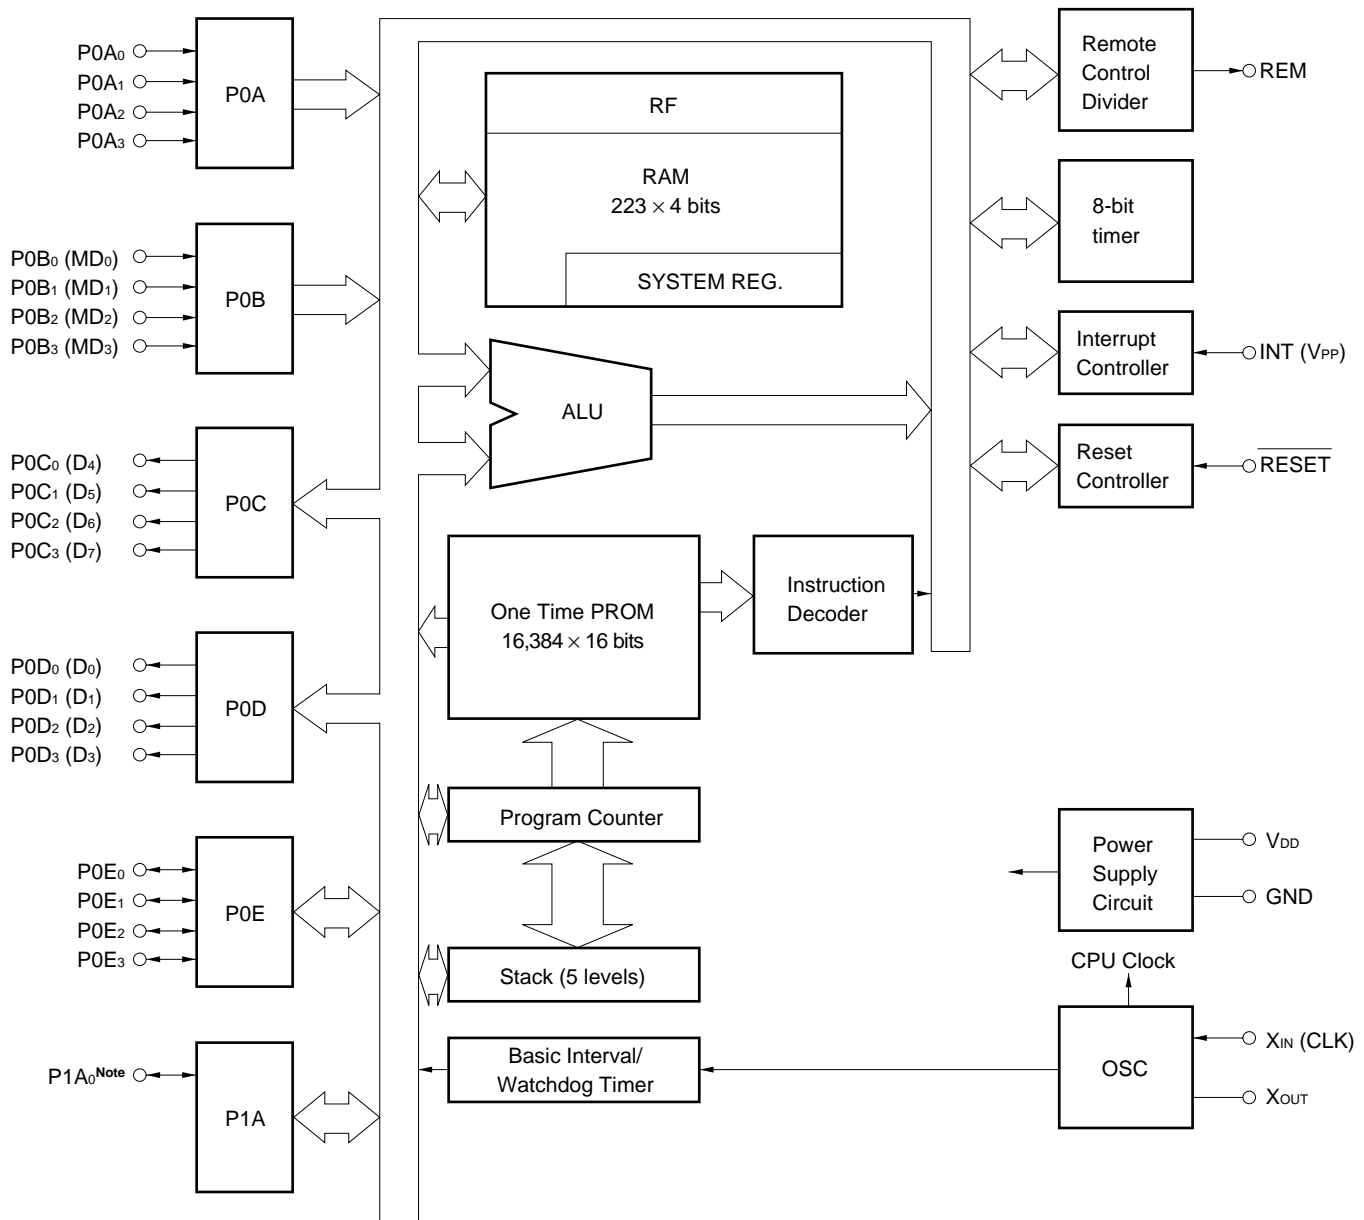 P0A₀
P0A₁
P0A₂
P0A₃
P0A
P0B₀ (MD₀)
P0B₁ (MD₁)
P0B₂ (MD₂)
P0B₃ (MD₃)
P0B
P0C₀ (D₄)
P0C₁ (D₅)
P0C₂ (D₆)
P0C₃ (D₇)
P0C
P0D₀ (D₀)
P0D₁ (D₁)
P0D₂ (D₂)
P0D₃ (D₃)
P0D
P0E₀
P0E₁
P0E₂
P0E₃
P0E
P1A₀Note
P1A
RF
RAM
223 × 4 bits
SYSTEM REG.
ALU
One Time PROM
16,384 × 16 bits
Instruction
Decoder
Program Counter
Stack (5 levels)
Basic Interval/
Watchdog Timer
Remote
Control
Divider
REM
8-bit
timer
Interrupt
Controller
INT (VPP)
Reset
Controller
RESET
Power
Supply
Circuit
VDD
GND
CPU Clock
OSC
XIN (CLK)
XOUT